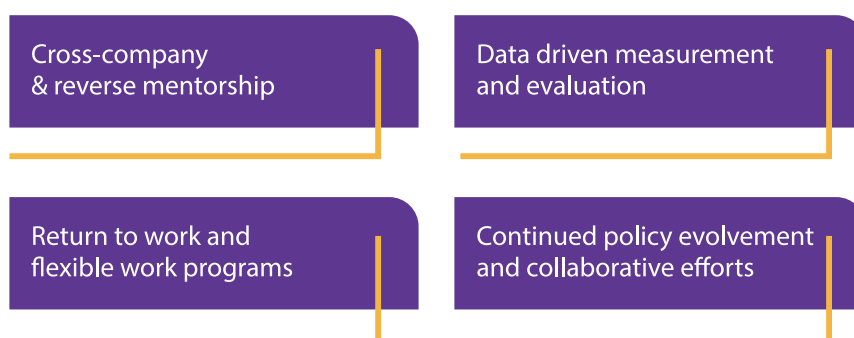 Cross-company
& reverse mentorship
Data driven measurement
and evaluation
Return to work and
flexible work programs
Continued policy evolvement
and collaborative efforts